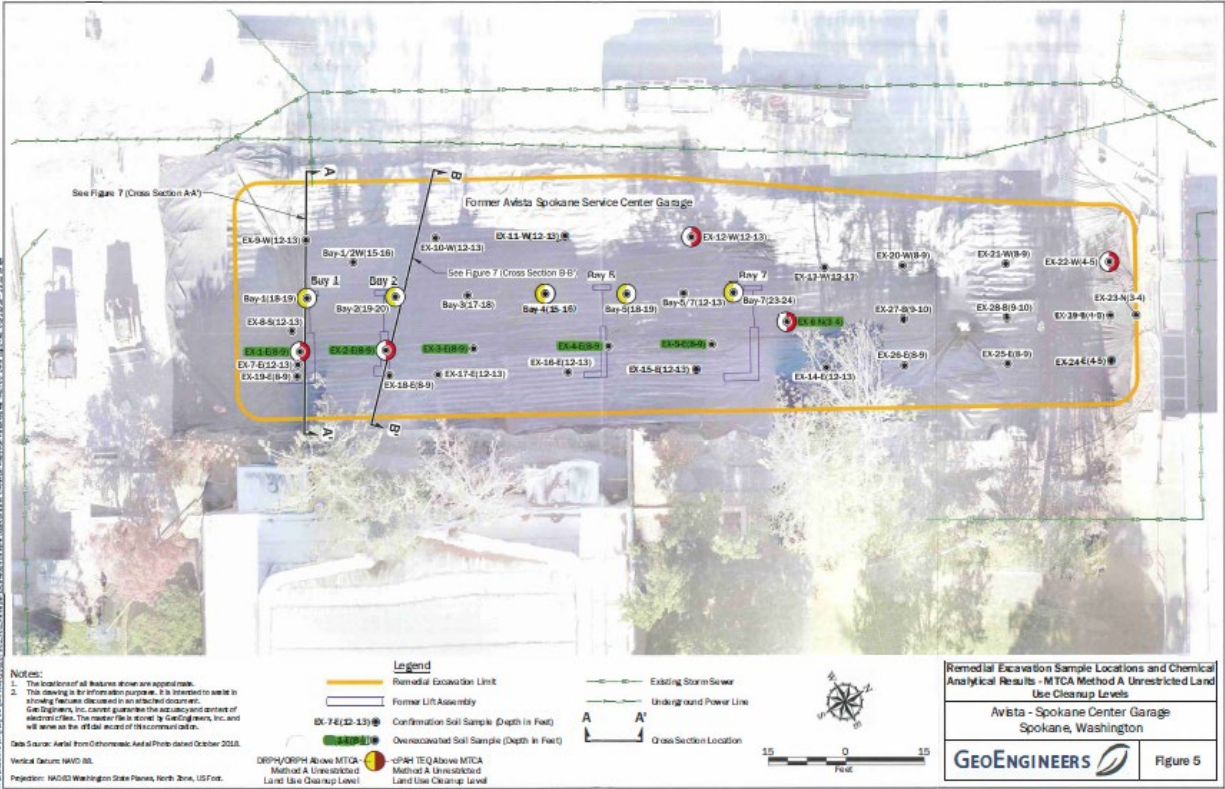 A
B
See Figure 7 (Cross Section A-A')
Former Avista Spokane Service Center Garage
EX-9-W(12-13)
EX-10-W(12-13)
EX-11-W(12-13)
EX-12-W(12-13)
Bay-1/2W(15-16)
See Figure 7 (Cross Section B-B')
EX-20-W(8-9)
EX-21-W(8-9)
EX-22-W(4-5)
Bay 1
Bay 2
Bay 7
Bay-1(18-19)
Bay-2(19-20)
Bay-3(17-18)
Bay-4(15-16)
Bay-5(18-19)
Bay-5/7(12-13)
Bay-7(23-24)
EX-23-N(3-4)
EX-8-S(12-13)
EX-27-B(9-10)
EX-28-B(9-10)
EX-1-E(8-9)
EX-2-E(8-9)
EX-3-E(8-9)
EX-4-E(8-9)
EX-5-E(8-9)
EX-7-E(12-13)
EX-16-E(12-13)
EX-15-E(12-13)
EX-14-E(12-13)
EX-26-E(8-9)
EX-25-E(8-9)
EX-24-E(4-5)
EX-19-E(8-9)
EX-18-E(8-9)
EX-17-E(12-13)
A'
B'
Notes:
1. The locations of all features shown are approximate.
2. This drawing is for information purposes. It is intended to assist in
showing features discussed in an attached document.
GeoEngineers, Inc. cannot guarantee the accuracy and content of
electronic files. The master file is stored by GeoEngineers, Inc. and
will serve as the official record of this communication.
Data Source: Aerial from Orthomosaic Aerial Photo dated October 2018.
Vertical Datum: NAVD 88.
Projection: NAD83 Washington State Planes, North Zone, US Foot.
Legend
Remedial Excavation Limit
Former Lift Assembly
EX-7-E(12-13) Confirmation Soil Sample (Depth in Feet)
Overexcavated Soil Sample (Depth in Feet)
DRPH/ORPH Above MTCA
Method A Unrestricted
Land Use Cleanup Level
cPAH TEQ Above MTCA
Method A Unrestricted
Land Use Cleanup Level
Existing Storm Sewer
Underground Power Line
A A'
Cross Section Location
W N
S E
15 0 15
Feet
Remedial Excavation Sample Locations and Chemical
Analytical Results - MTCA Method A Unrestricted Land
Use Cleanup Levels
Avista - Spokane Center Garage
Spokane, Washington
GEOENGINEERS
Figure 5